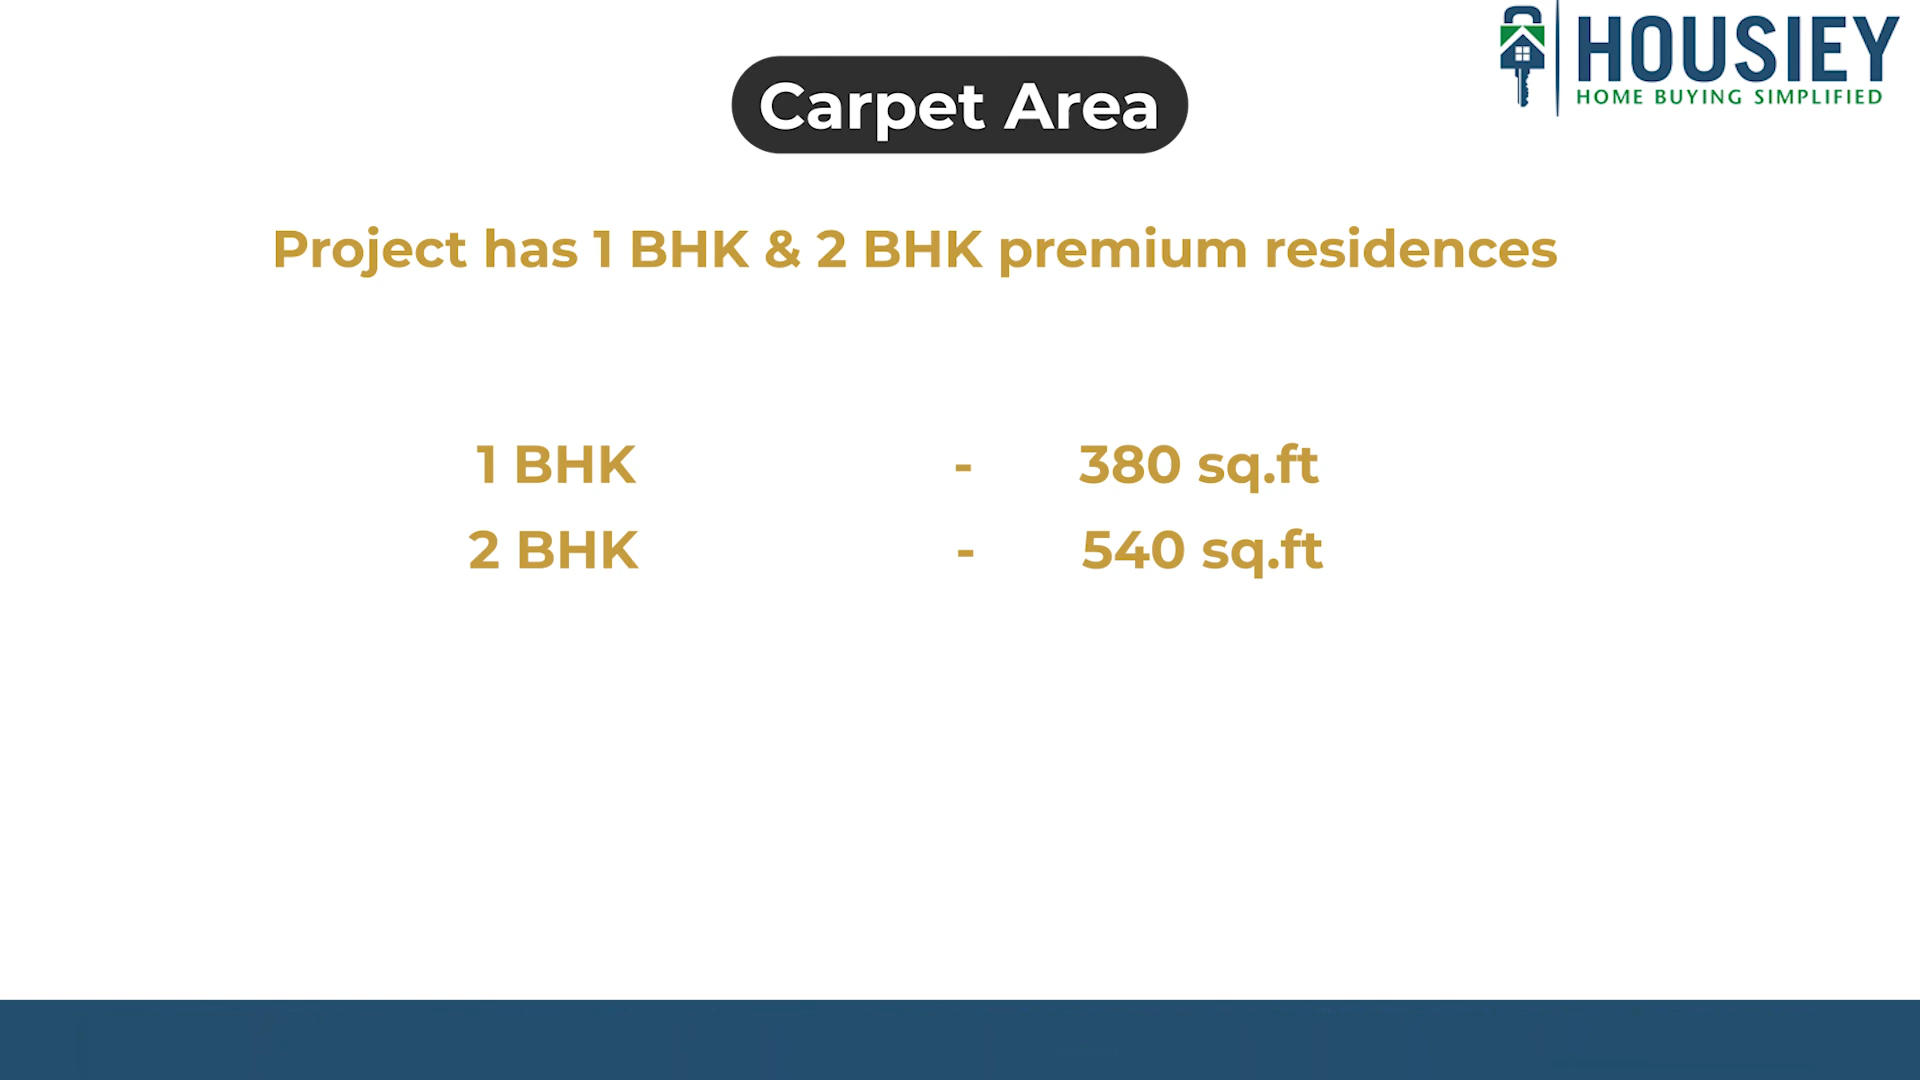 HOUSIEY
HOME BUYING SIMPLIFIED
Carpet Area
Project has 1 BHK & 2 BHK premium residences
1 BHK - 380 sq.ft
2 BHK - 540 sq.ft